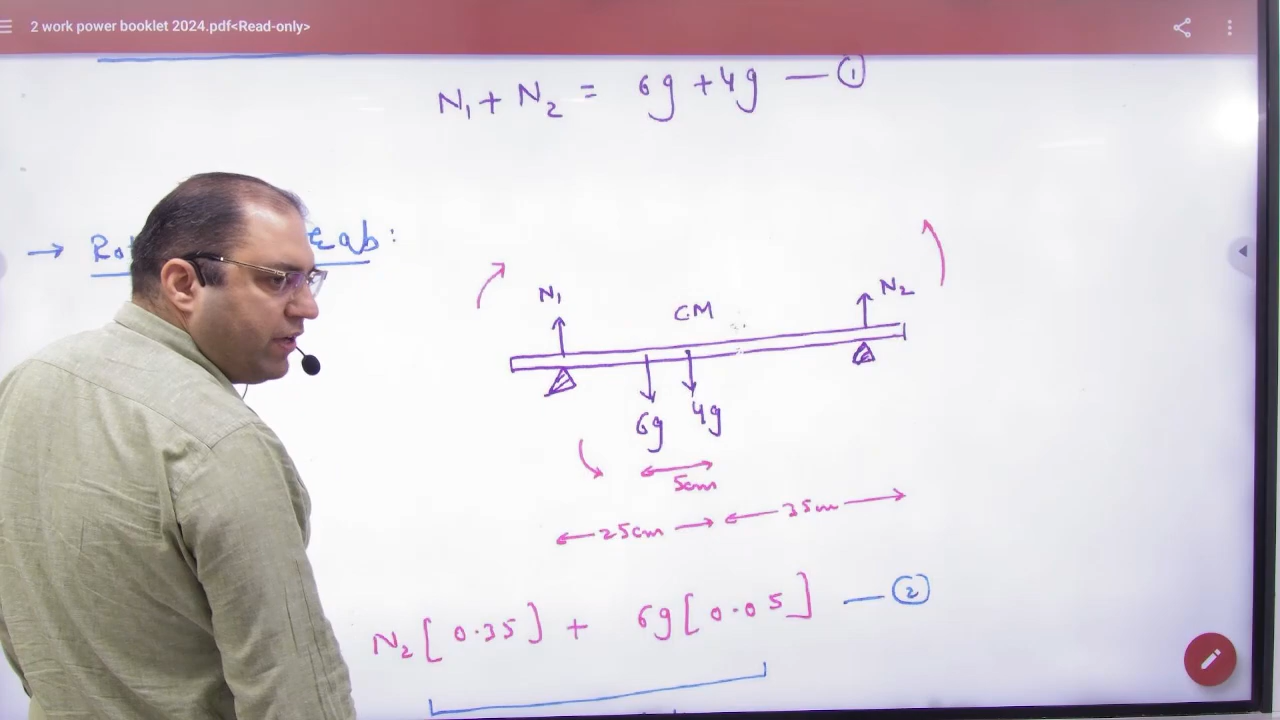 2 work power booklet 2024.pdf<Read-only>
N₁ + N₂ = 6g + 4g — ①
N₁
CM
N₂
6g
4g
5cm
25cm
35m
N₂ [0.35] + 6g [0.05] — ②